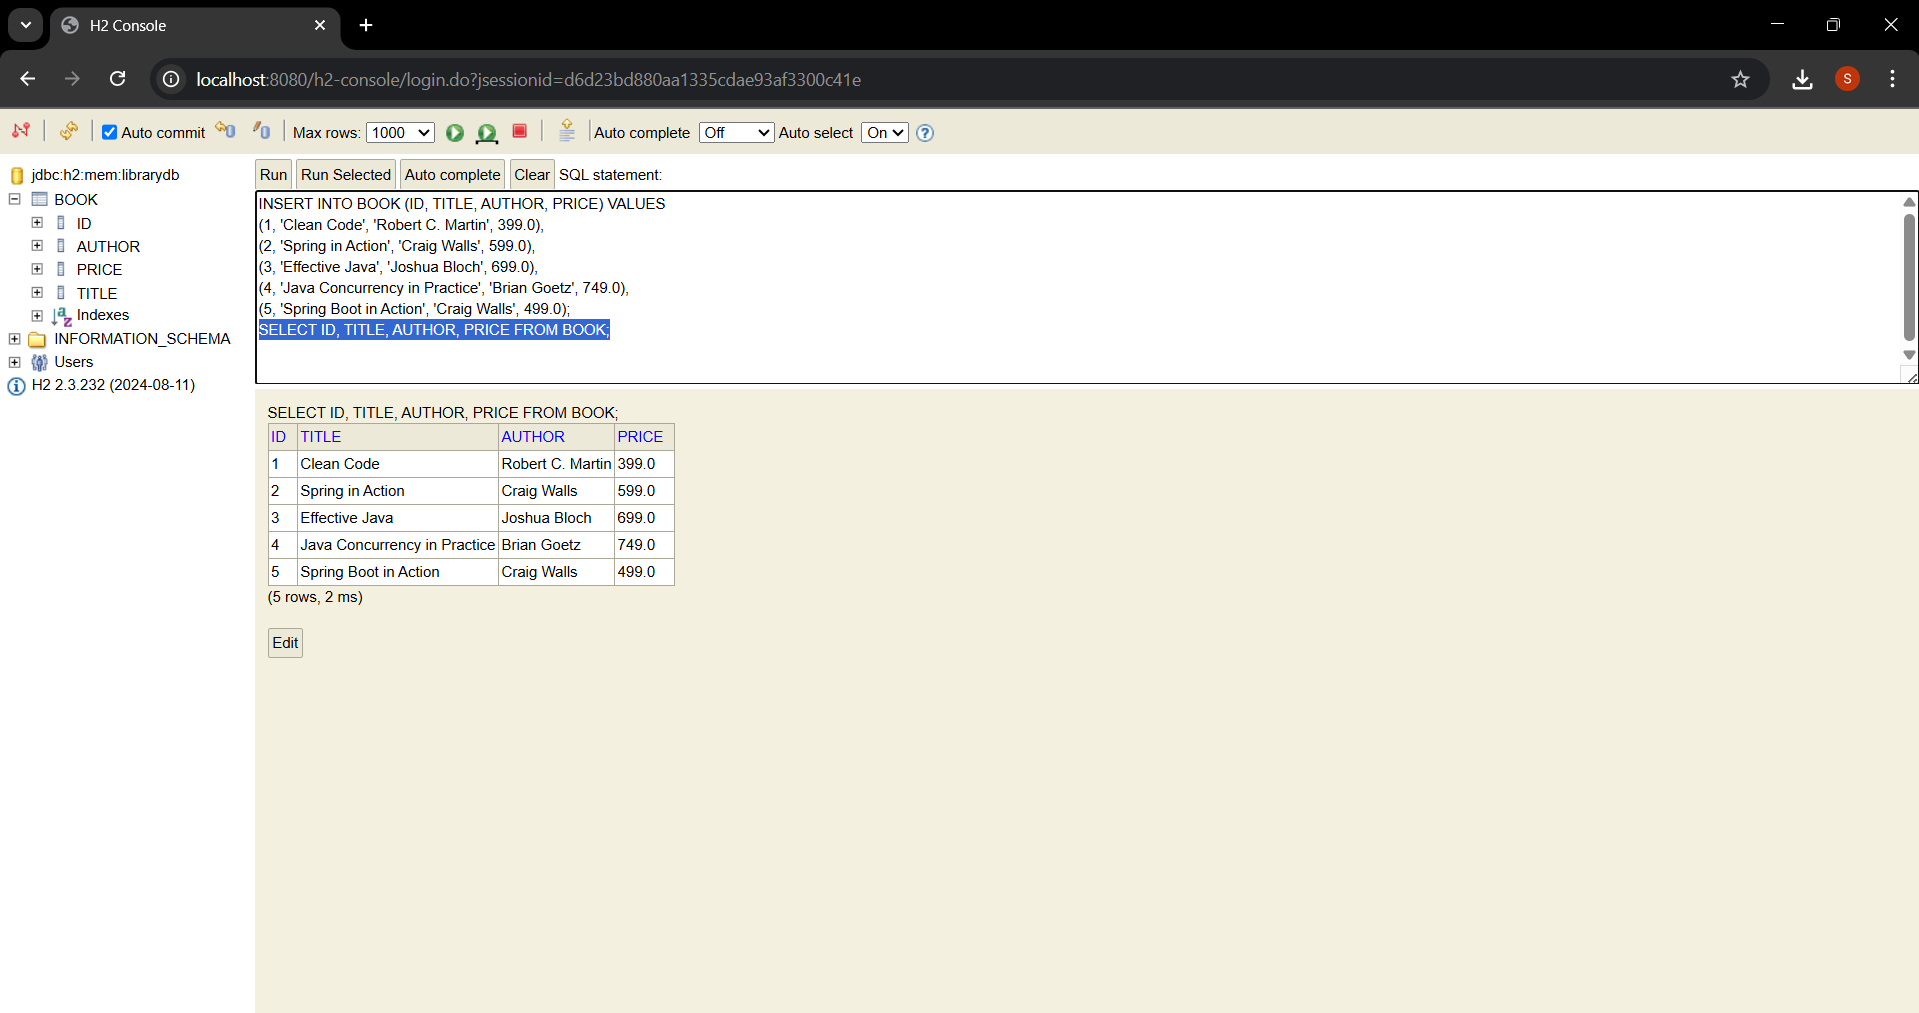 H2 Console
localhost:8080/h2-console/login.do?jsessionid=d6d23bd880aa1335cdae93af3300c41e
S
Auto commit
Max rows: 1000
Auto complete Off
Auto select On
?
jdbc:h2:mem:librarydb
BOOK
ID
AUTHOR
PRICE
TITLE
Indexes
INFORMATION_SCHEMA
Users
H2 2.3.232 (2024-08-11)
Run Run Selected Auto complete Clear SQL statement:
INSERT INTO BOOK (ID, TITLE, AUTHOR, PRICE) VALUES
(1, 'Clean Code', 'Robert C. Martin', 399.0),
(2, 'Spring in Action', 'Craig Walls', 599.0),
(3, 'Effective Java', 'Joshua Bloch', 699.0),
(4, 'Java Concurrency in Practice', 'Brian Goetz', 749.0),
(5, 'Spring Boot in Action', 'Craig Walls', 499.0);
SELECT ID, TITLE, AUTHOR, PRICE FROM BOOK;
SELECT ID, TITLE, AUTHOR, PRICE FROM BOOK;
ID TITLE AUTHOR PRICE
1 Clean Code Robert C. Martin 399.0
2 Spring in Action Craig Walls 599.0
3 Effective Java Joshua Bloch 699.0
4 Java Concurrency in Practice Brian Goetz 749.0
5 Spring Boot in Action Craig Walls 499.0
(5 rows, 2 ms)
Edit